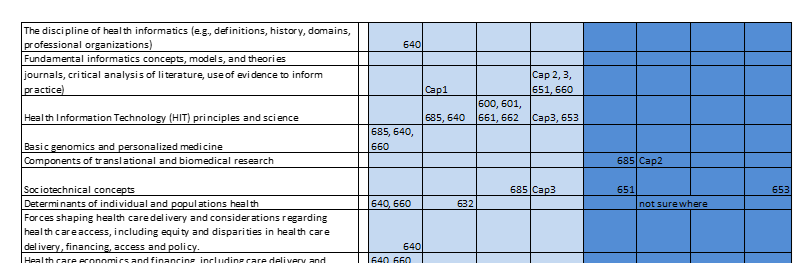 The discipline of health informatics (e.g., definitions, history, domains,
professional organizations) 640
Fundamental informatics concepts, models, and theories
journals, critical analysis of literature, use of evidence to inform Cap 2, 3,
practice) Cap1 651, 660
600, 601,
Health Information Technology (HIT) principles and science 685, 640 661, 662 Cap3, 653
685, 640,
Basic genomics and personalized medicine 660
Components of translational and biomedical research 685 Cap2
Sociotechnical concepts 685 Cap3 651 653
Determinants of individual and populations health 640, 660 632 not sure where
Forces shaping health care delivery and considerations regarding
health care access, including equity and disparities in health care
delivery, financing, access and policy. 640
Health care economics and financing, including care delivery and 640, 660